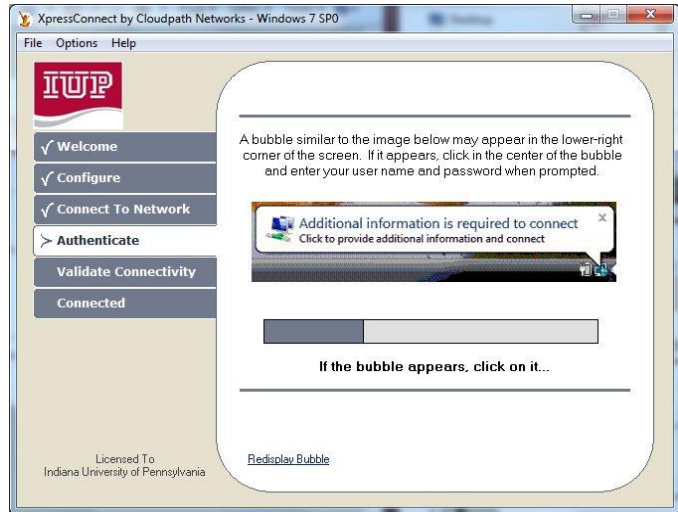 XpressConnect by Cloudpath Networks - Windows 7 SP0
File Options Help
IUP
√ Welcome
√ Configure
√ Connect To Network
> Authenticate
Validate Connectivity
Connected
Licensed To
Indiana University of Pennsylvania
A bubble similar to the image below may appear in the lower-right
corner of the screen. If it appears, click in the center of the bubble
and enter your user name and password when prompted.
Additional information is required to connect
Click to provide additional information and connect
If the bubble appears, click on it...
Redisplay Bubble